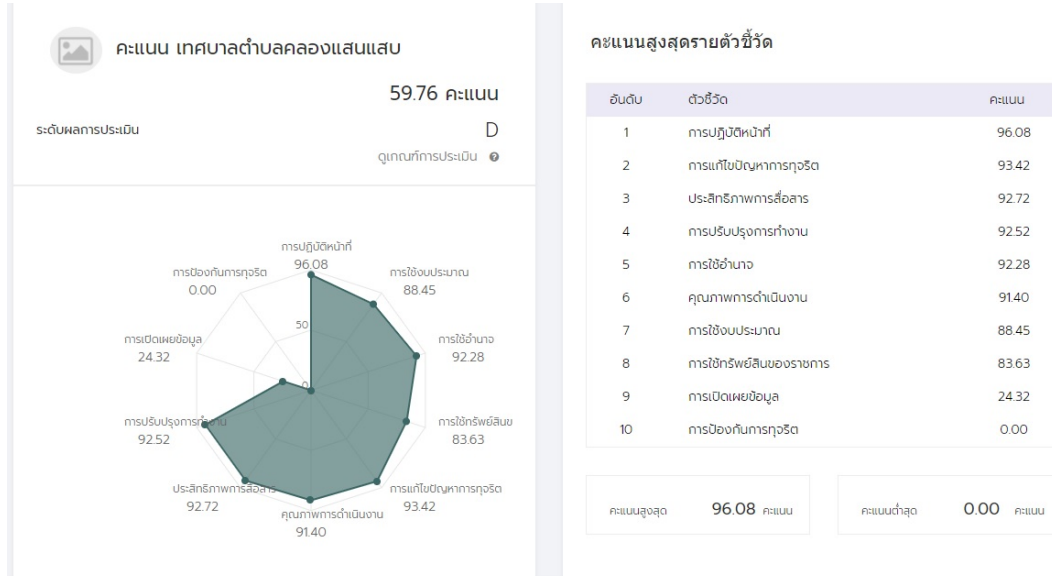 คะแนน เทศบาลตำบลคลองแสนแสบ
59.76 คะแนน
ระดับผลการประเมิน D
ดูเกณฑ์การประเมิน
การปฏิบัติหน้าที่
96.08
การป้องกันการทุจริต
0.00
การใช้งบประมาณ
88.45
50
การเปิดเผยข้อมูล
24.32
การใช้อำนาจ
92.28
0
การปรับปรุงการทำงาน
92.52
การใช้ทรัพย์สินข
83.63
ประสิทธิภาพการสื่อสาร
92.72
การแก้ไขปัญหาการทุจริต
93.42
คุณภาพการดำเนินงาน
91.40
คะแนนสูงสุดรายตัวชี้วัด
อันดับ ตัวชี้วัด คะแนน
1 การปฏิบัติหน้าที่ 96.08
2 การแก้ไขปัญหาการทุจริต 93.42
3 ประสิทธิภาพการสื่อสาร 92.72
4 การปรับปรุงการทำงาน 92.52
5 การใช้อำนาจ 92.28
6 คุณภาพการดำเนินงาน 91.40
7 การใช้งบประมาณ 88.45
8 การใช้ทรัพย์สินของราชการ 83.63
9 การเปิดเผยข้อมูล 24.32
10 การป้องกันการทุจริต 0.00
คะแนนสูงสุด 96.08 คะแนน
คะแนนต่ำสุด 0.00 คะแนน